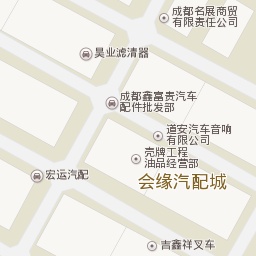 成都名展商贸
有限责任公司
昊业滤清器
成都鑫富贵汽车
配件批发部
道安汽车音响
有限公司
壳牌工程
油品经营部
宏运汽配
会缘汽配城
吉鑫祥叉车